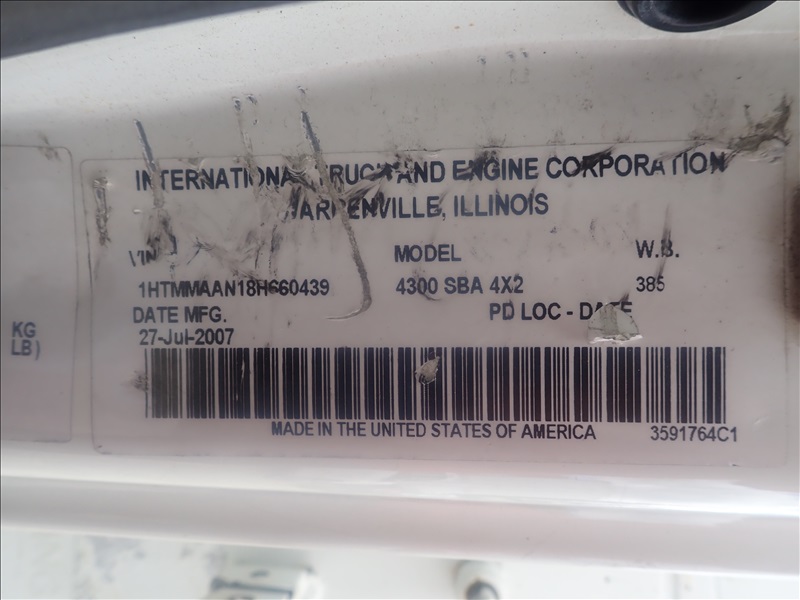 INTERNATIONAL TRUCK AND ENGINE CORPORATION
WARRENVILLE, ILLINOIS
VIN MODEL W.B.
1HTMMAAN18H660439 4300 SBA 4X2 385
DATE MFG. PD LOC - DATE
27-Jul-2007
KG
LB)
MADE IN THE UNITED STATES OF AMERICA 3591764C1